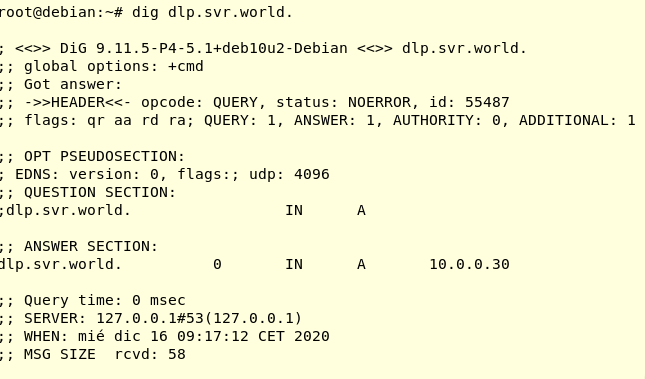 root@debian:~# dig dlp.svr.world.
; <<>> DiG 9.11.5-P4-5.1+deb10u2-Debian <<>> dlp.svr.world.
;; global options: +cmd
;; Got answer:
;; ->>HEADER<<- opcode: QUERY, status: NOERROR, id: 55487
;; flags: qr aa rd ra; QUERY: 1, ANSWER: 1, AUTHORITY: 0, ADDITIONAL: 1
;; OPT PSEUDOSECTION:
; EDNS: version: 0, flags:; udp: 4096
;; QUESTION SECTION:
;dlp.svr.world. IN A
;; ANSWER SECTION:
dlp.svr.world. 0 IN A 10.0.0.30
;; Query time: 0 msec
;; SERVER: 127.0.0.1#53(127.0.0.1)
;; WHEN: mié dic 16 09:17:12 CET 2020
;; MSG SIZE rcvd: 58